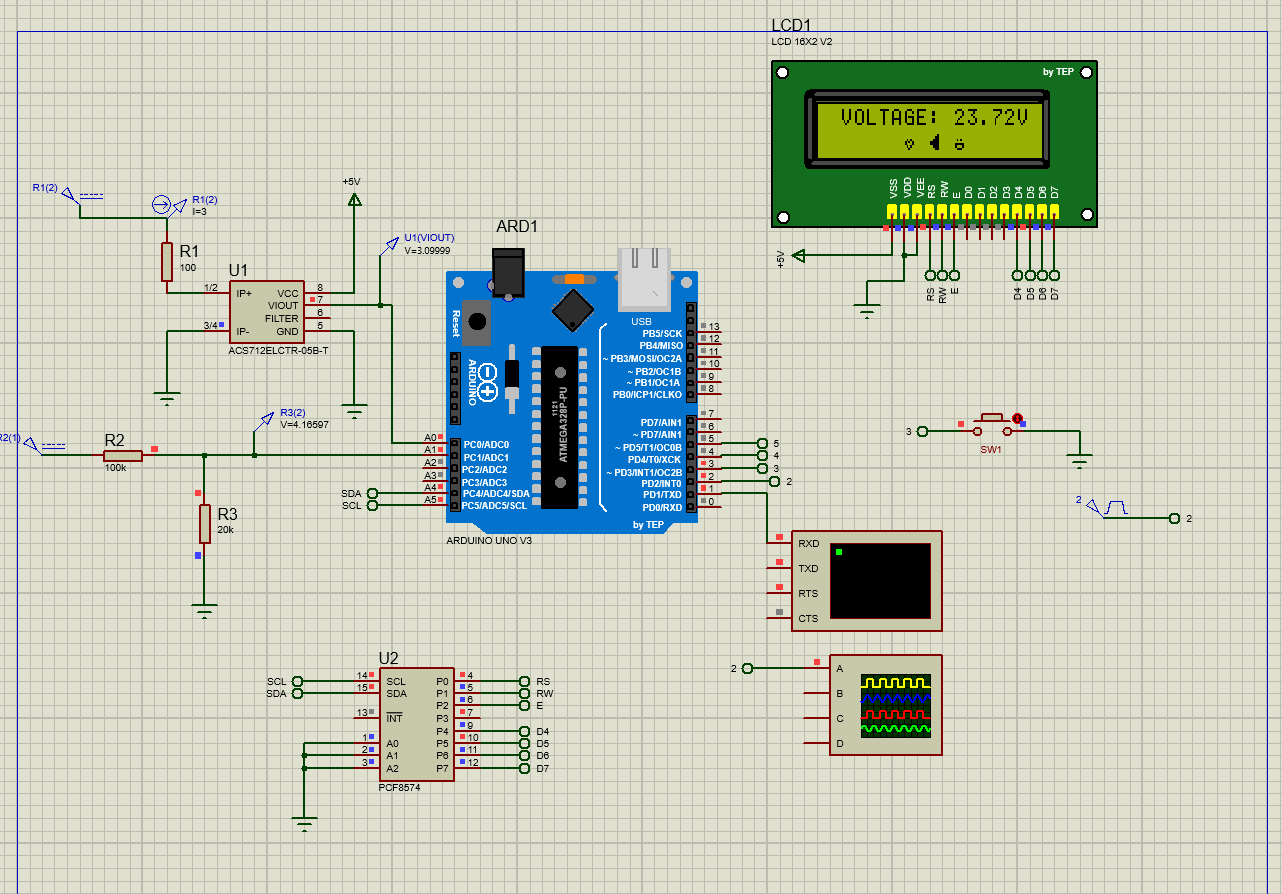 LCD1
LCD 16X2 V2
by TEP
VOLTAGE: 23.72V
VSS
VDD
VEE
RS
RW
E
D0
D1
D2
D3
D4
D5
D6
D7
+5V
RS
RW
E
D4
D5
D6
D7
R1(2)
R1(2)
I=3
R1
100
+5V
U1
1/2
IP+
VCC
8
VIOUT
7
FILTER
6
3/4
IP-
GND
5
ACS712ELCTR-05B-T
U1(VIOUT)
V=3.09999
ARD1
Reset
ARDUINO
1121
ATMEGA328P-PU
USB
PB5/SCK
13
PB4/MISO
12
~ PB3/MOSI/OC2A
11
~ PB2/OC1B
10
~ PB1/OC1A
9
PB0/ICP1/CLKO
8
PD7/AIN1
7
~ PD7/AIN1
6
~ PD5/T1/OC0B
5
PD4/T0/XCK
4
~ PD3/INT1/OC2B
3
PD2/INT0
2
PD1/TXD
1
PD0/RXD
0
A0
PC0/ADC0
A1
PC1/ADC1
A2
PC2/ADC2
A3
PC3/ADC3
A4
PC4/ADC4/SDA
A5
PC5/ADC5/SCL
by TEP
ARDUINO UNO V3
5
4
3
2
SDA
SCL
R3(2)
V=4.16597
R2(1)
R2
100k
R3
20k
3
SW1
2
2
RXD
TXD
RTS
CTS
2
A
B
C
D
U2
SCL
14
SCL
SDA
15
SDA
13
INT
1
A0
2
A1
3
A2
P0
4
RS
P1
5
RW
P2
6
E
P3
7
P4
9
D4
P5
10
D5
P6
11
D6
P7
12
D7
PCF8574